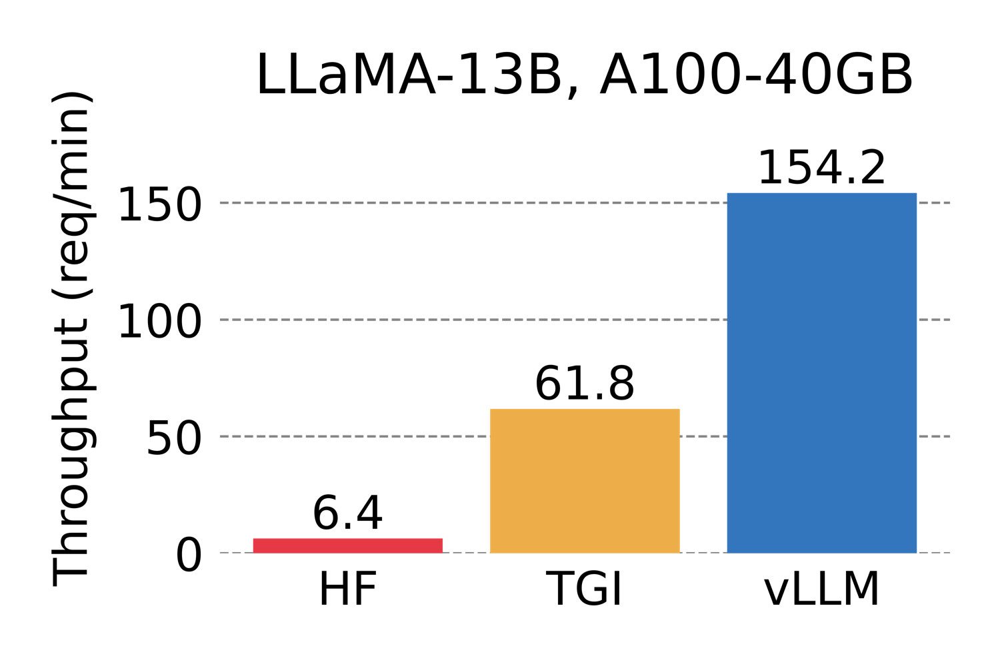 LLaMA-13B, A100-40GB
Throughput (req/min)
150
100
50
0
154.2
61.8
6.4
HF
TGI
vLLM